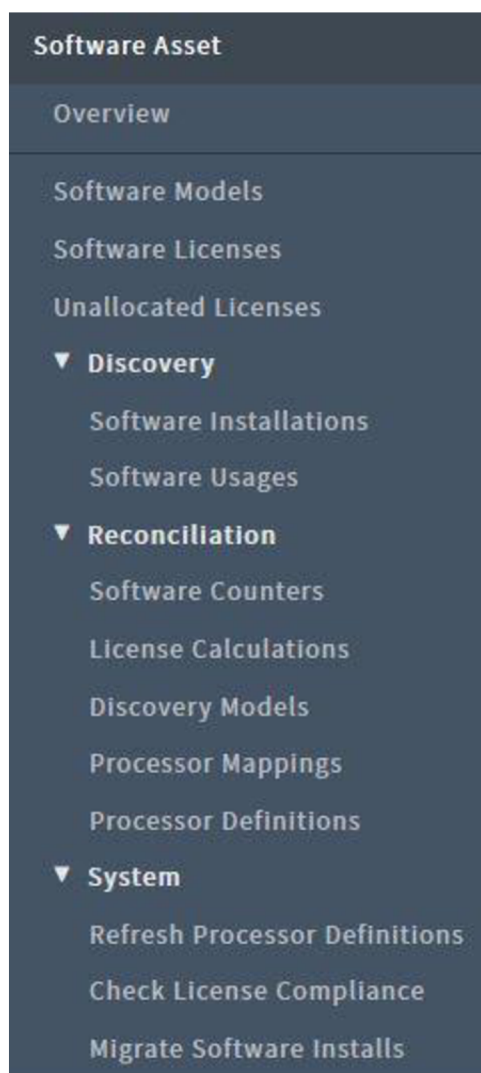 Software Asset
Overview
Software Models
Software Licenses
Unallocated Licenses
▼ Discovery
Software Installations
Software Usages
▼ Reconciliation
Software Counters
License Calculations
Discovery Models
Processor Mappings
Processor Definitions
▼ System
Refresh Processor Definitions
Check License Compliance
Migrate Software Installs